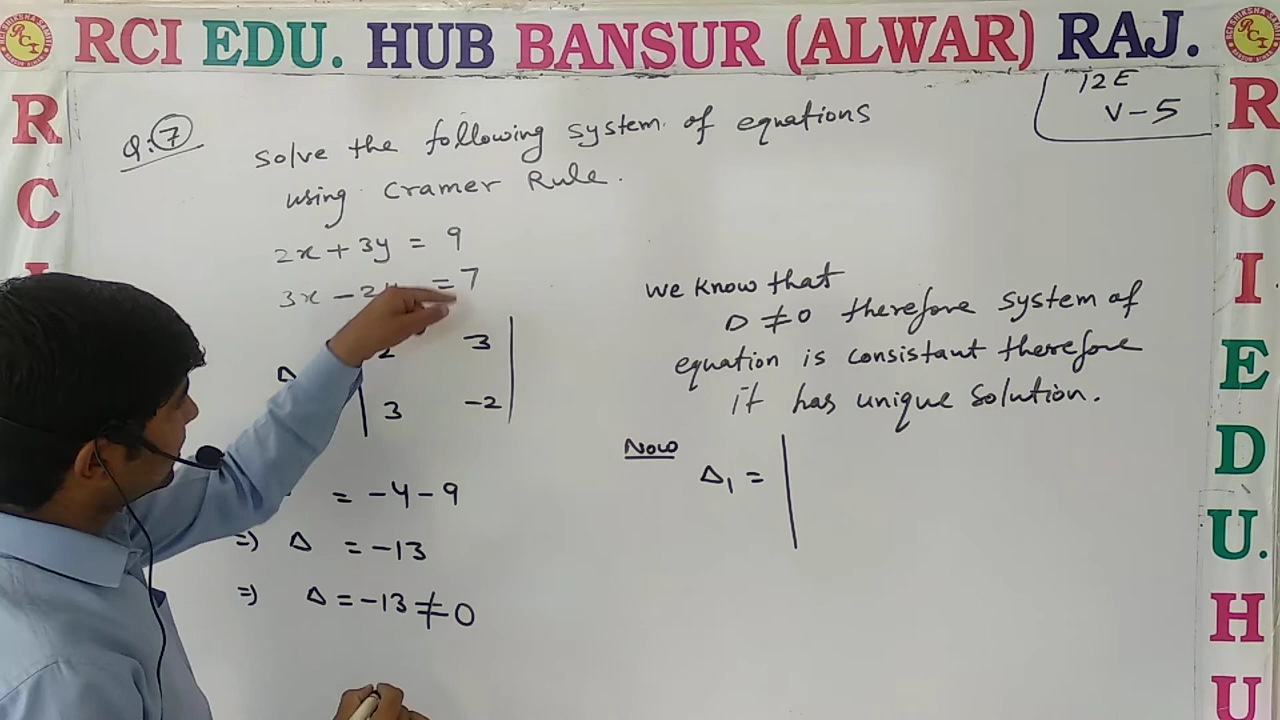 RCI EDU. HUB BANSUR (ALWAR) RAJ.
R
C
I
R
C
I
E
D
U.
H
U
12E
V-5
Q.7
Solve the following system of equations
using Cramer Rule.
2x + 3y = 9
3x - 2y = 7
Δ 2 3
3 -2
= -4 - 9
=) Δ = -13
=) Δ = -13 ≠ 0
we know that
D ≠ 0 therefore system of
equation is consistant therefore
it has unique solution.
Now
Δ₁ = |